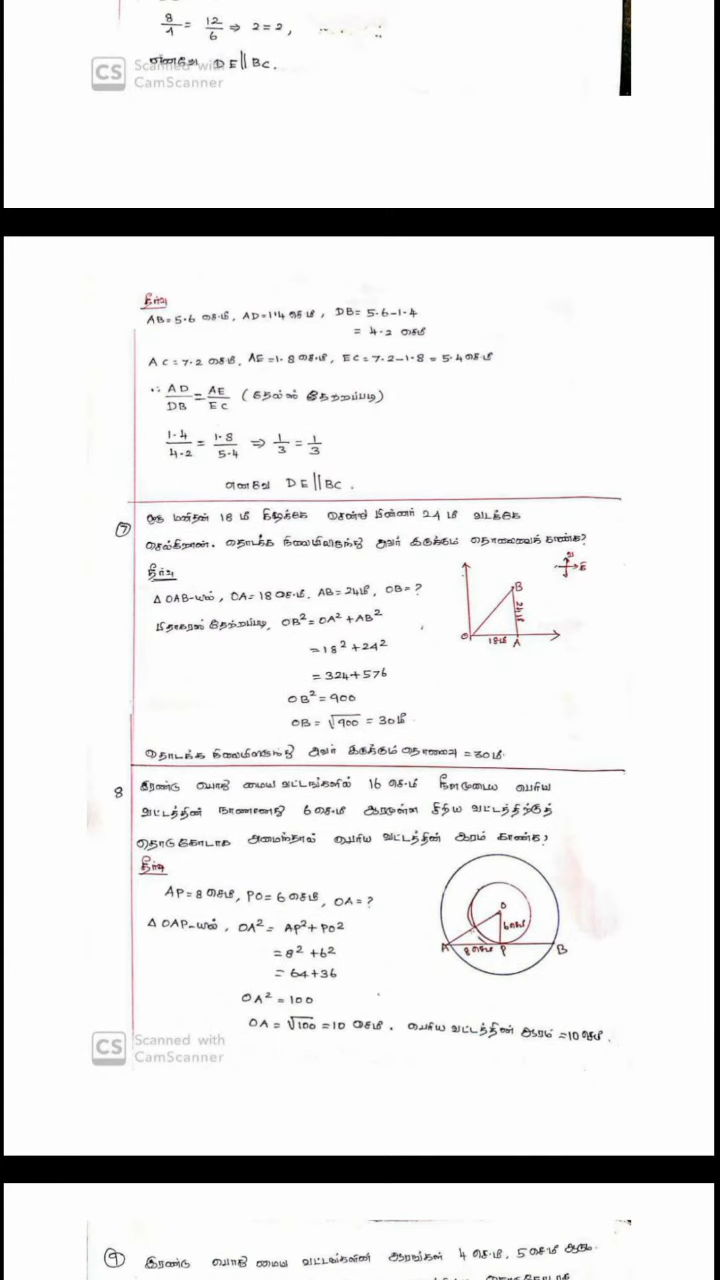 8/4 = 12/6 ⇒ 2=2,
எனவே DE||BC.
CS Scanned with
CamScanner
தீர்வு
AB=5.6 செ.மீ, AD=1.4 செ.மீ, DB= 5.6-1.4
= 4.2 செ.மீ
AC=7.2 செ.மீ, AE=1.8 செ.மீ, EC=7.2-1.8 = 5.4 செ.மீ
∵ AD/DB = AE/EC (தேல்ஸ் தேற்றப்படி)
1.4/4.2 = 1.8/5.4 ⇒ 1/3 = 1/3
எனவே DE||BC.
7 ஒரு மனிதன் 18 மீ கிழக்கே சென்று பின்னர் 24 மீ வடக்கே
செல்கிறான். தொடக்க நிலையிலிருந்து அவர் இருக்கும் தொலைவைக் காண்க?
தீர்வு
Δ OAB-யில், OA= 18 செ.மீ. AB= 24மீ, OB= ?
பிதாகரஸ் தேற்றப்படி, OB² = OA² + AB²
= 18² + 24²
= 324+576
OB² = 900
OB = √900 = 30மீ
E
B
24மீ
O 18மீ A
தொடக்க நிலையிலிருந்து அவர் இருக்கும் தொலைவு = 30 மீ.
8 இரண்டு பொது மைய வட்டங்களில் 16 செ.மீ நீளமுடைய பெரிய
வட்டத்தின் நாணானது 6 செ.மீ ஆரமுள்ள சிறிய வட்டத்திற்குத்
தொடுகோடாக அமைந்தால் பெரிய வட்டத்தின் ஆரம் காண்க?
தீர்வு
AP= 8 செ.மீ, PO= 6 செ.மீ, OA= ?
Δ OAP-யில், OA² = AP² + PO²
= 8² + 6²
= 64+36
OA² = 100
OA = √100 = 10 செ.மீ. பெரிய வட்டத்தின் ஆரம் = 10 செ.மீ.
O
6 செ.மீ
A 8 செ.மீ P B
CS Scanned with
CamScanner
9 இரண்டு பொது மைய வட்டங்களின் ஆரங்கள் 4 செ.மீ, 5 செ.மீ ஆகும்.